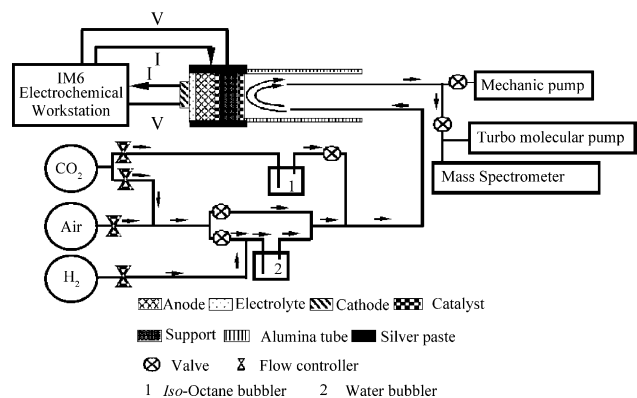 V
I
I
IM6
Electrochemical
Workstation
V
Mechanic pump
Turbo molecular pump
Mass Spectrometer
CO2
1
Air
2
H2
Anode Electrolyte Cathode Catalyst
Support Alumina tube Silver paste
Valve Flow controller
1 Iso-Octane bubbler 2 Water bubbler